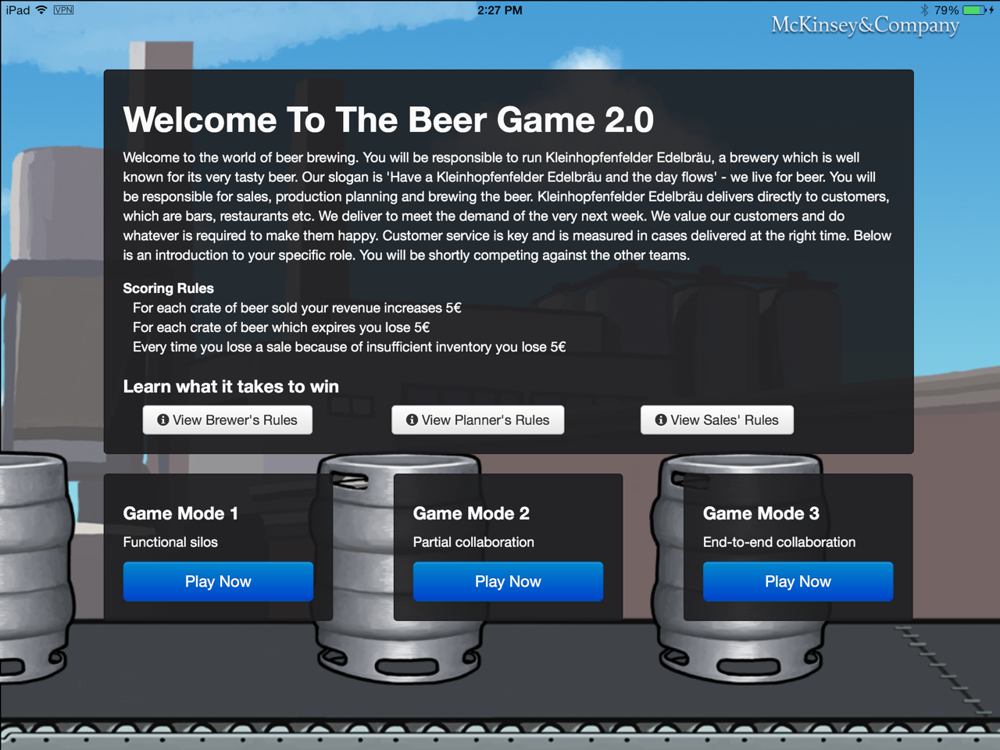 iPad VPN 2:27 PM 79%
McKinsey&Company
Welcome To The Beer Game 2.0
Welcome to the world of beer brewing. You will be responsible to run Kleinhopfenfelder Edelbräu, a brewery which is well
known for its very tasty beer. Our slogan is 'Have a Kleinhopfenfelder Edelbräu and the day flows' - we live for beer. You will
be responsible for sales, production planning and brewing the beer. Kleinhopfenfelder Edelbräu delivers directly to customers,
which are bars, restaurants etc. We deliver to meet the demand of the very next week. We value our customers and do
whatever is required to make them happy. Customer service is key and is measured in cases delivered at the right time. Below
is an introduction to your specific role. You will be shortly competing against the other teams.
Scoring Rules
For each crate of beer sold your revenue increases 5€
For each crate of beer which expires you lose 5€
Every time you lose a sale because of insufficient inventory you lose 5€
Learn what it takes to win
View Brewer's Rules
View Planner's Rules
View Sales' Rules
Game Mode 1
Functional silos
Play Now
Game Mode 2
Partial collaboration
Play Now
Game Mode 3
End-to-end collaboration
Play Now